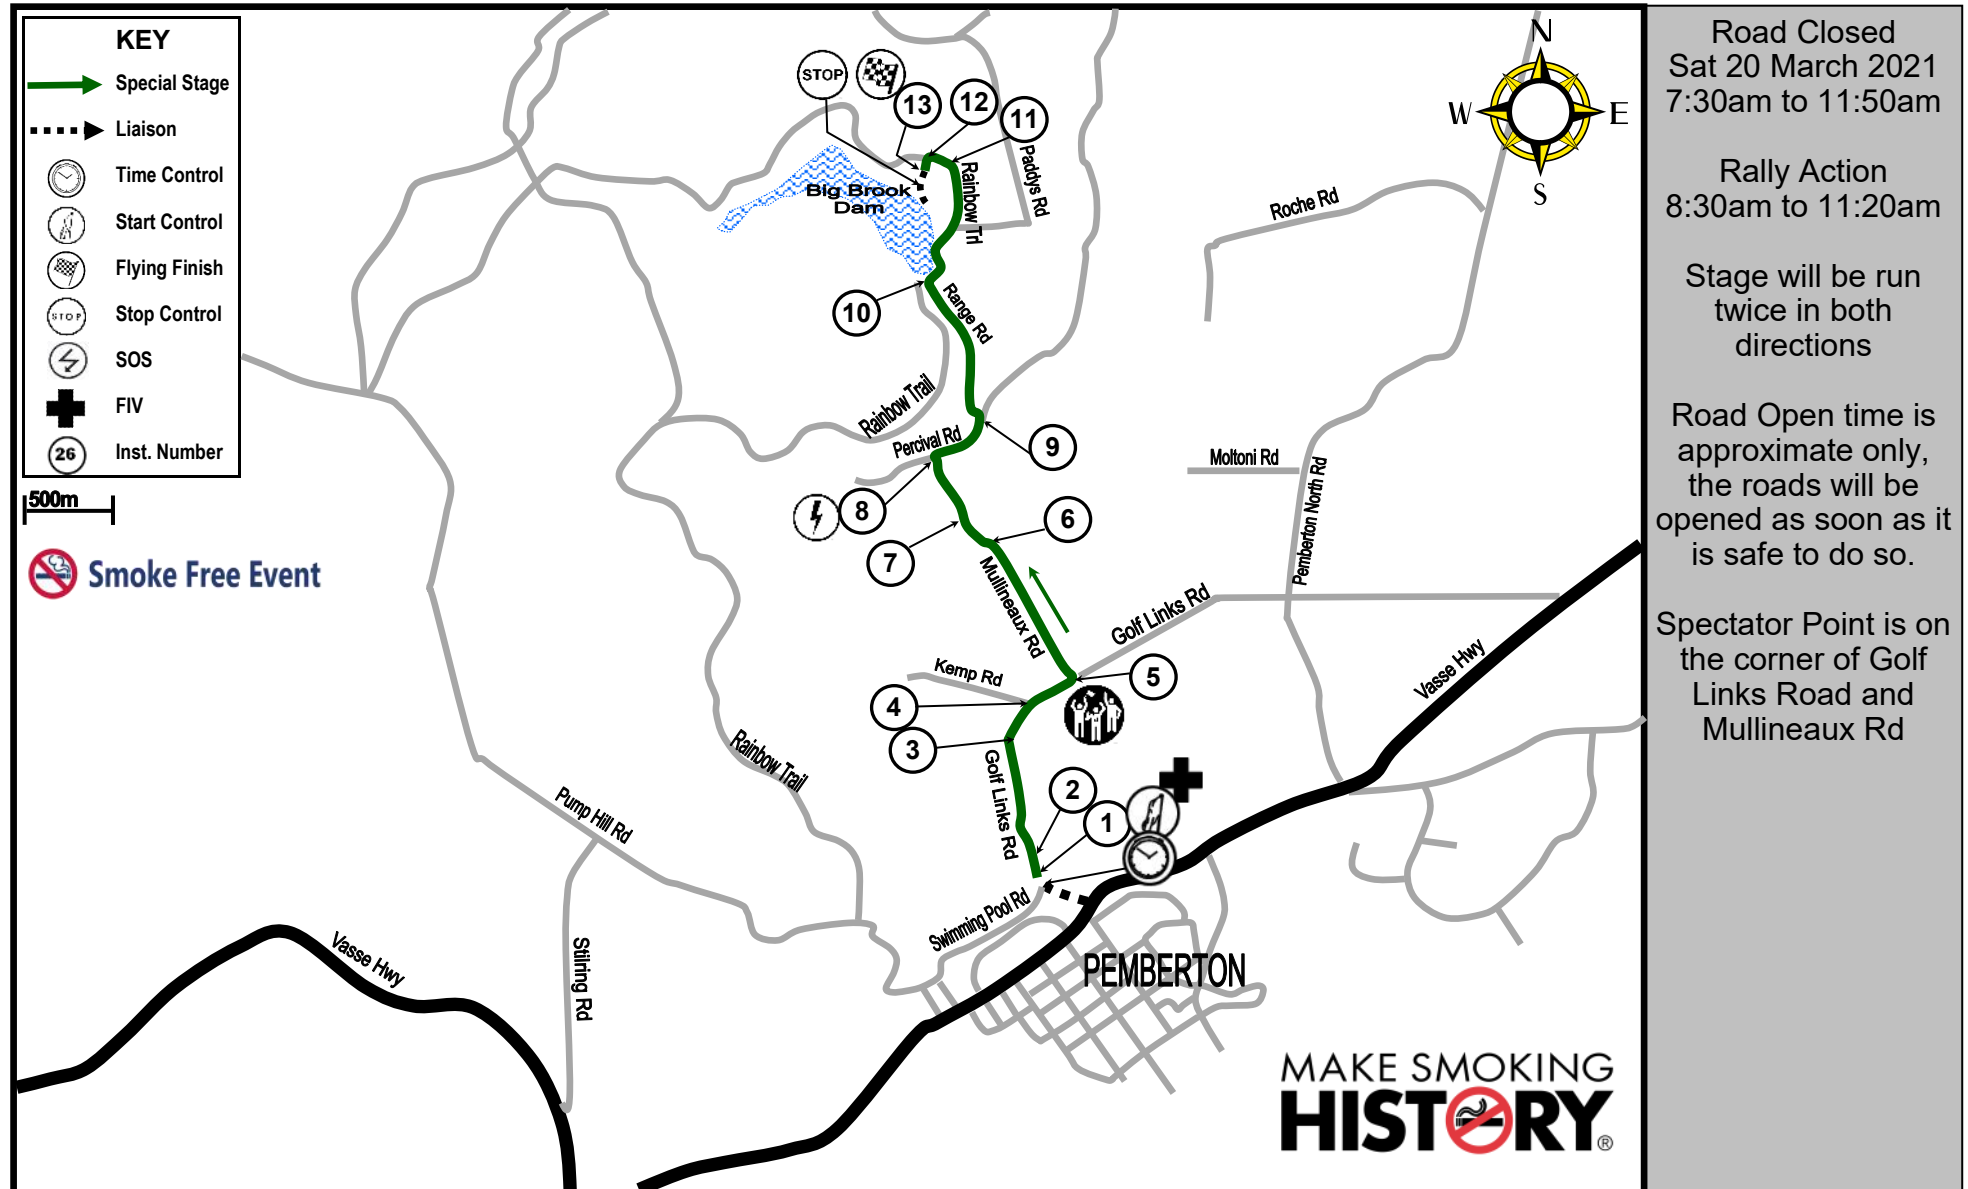 KEY
Special Stage
Liaison
Time Control
Start Control
Flying Finish
STOP
Stop Control
SOS
FIV
26
Inst. Number
500m
Smoke Free Event
STOP
13
12
11
Paddys Rd
Rainbow Trl
Big Brook
Dam
10
Range Rd
Rainbow Trail
Percival Rd
9
8
7
6
Mullineaux Rd
Golf Links Rd
Kemp Rd
5
4
3
Golf Links Rd
2
1
Swimming Pool Rd
Rainbow Trail
Pump Hill Rd
Stilring Rd
Vasse Hwy
PEMBERTON
Roche Rd
Moltoni Rd
Pemberton North Rd
Vasse Hwy
N
W
E
S
MAKE SMOKING
HISTORY®
Road Closed
Sat 20 March 2021
7:30am to 11:50am
Rally Action
8:30am to 11:20am
Stage will be run
twice in both
directions
Road Open time is
approximate only,
the roads will be
opened as soon as it
is safe to do so.
Spectator Point is on
the corner of Golf
Links Road and
Mullineaux Rd